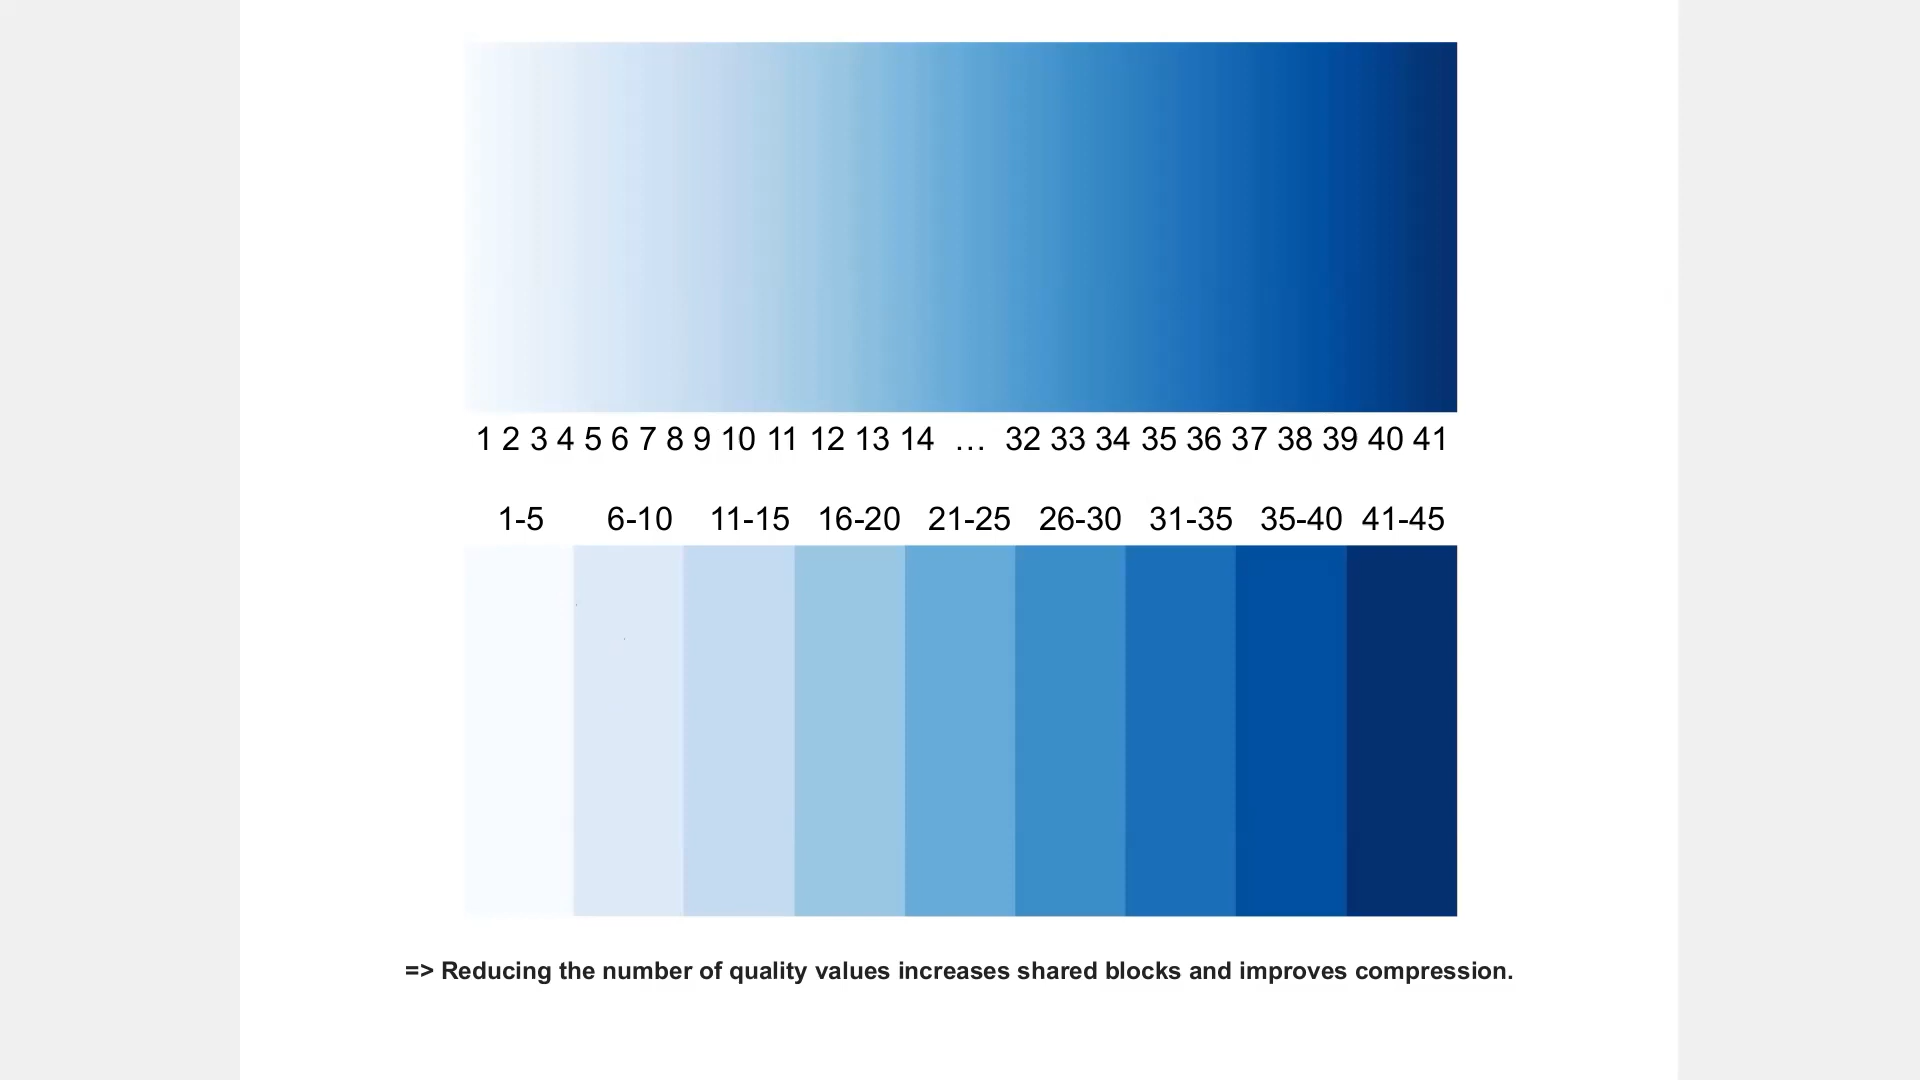 1 2 3 4 5 6 7 8 9 10 11 12 13 14 … 32 33 34 35 36 37 38 39 40 41
1-5 6-10 11-15 16-20 21-25 26-30 31-35 35-40 41-45
=> Reducing the number of quality values increases shared blocks and improves compression.